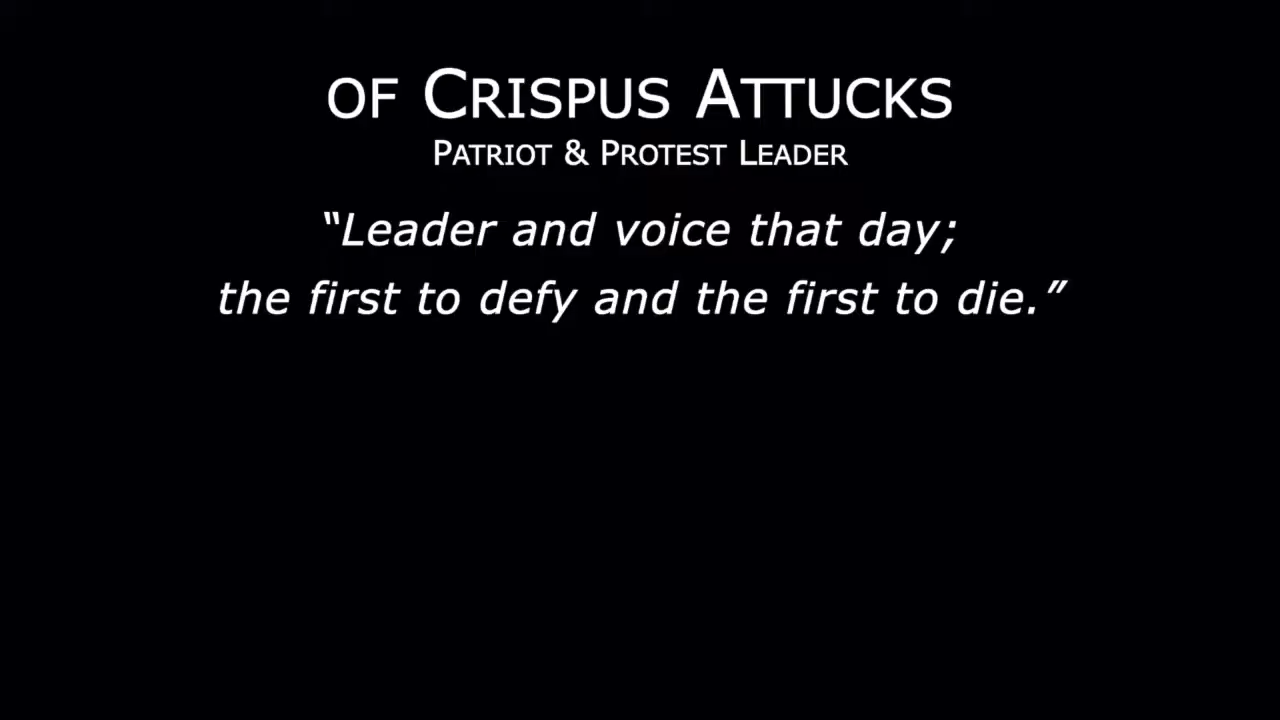 OF CRISPUS ATTUCKS
PATRIOT & PROTEST LEADER
“Leader and voice that day;
the first to defy and the first to die.”